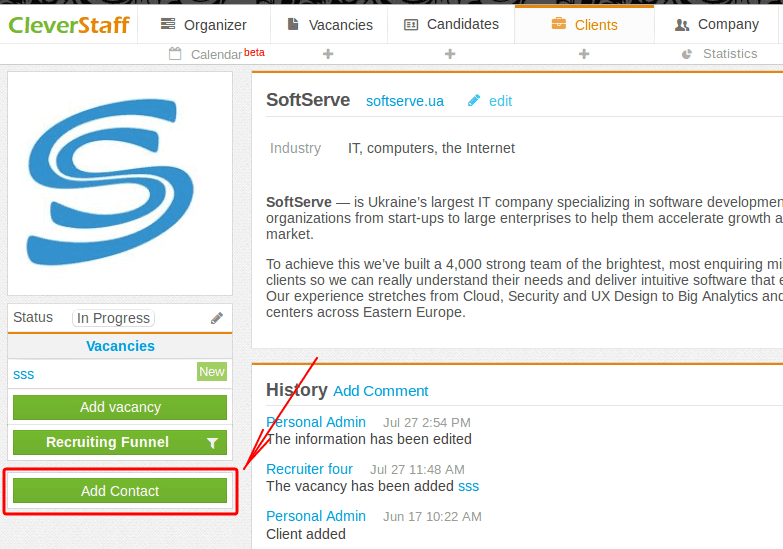 CleverStaff
Organizer
Vacancies
Candidates
Clients
Company
Calendar beta
+
+
+
Statistics
SoftServe softserve.ua edit
Industry IT, computers, the Internet
SoftServe — is Ukraine's largest IT company specializing in software
organizations from start-ups to large enterprises to help them accelerate growth
market.
To achieve this we've built a 4,000 strong team of the brightest, most enquiring
clients so we can really understand their needs and deliver intuitive software that
Our experience stretches from Cloud, Security and UX Design to Big Analytics and
centers across Eastern Europe.
Status In Progress
Vacancies
sss New
Add vacancy
Recruiting Funnel
Add Contact
History Add Comment
Personal Admin Jul 27 2:54 PM
The information has been edited
Recruiter four Jul 27 11:48 AM
The vacancy has been added sss
Personal Admin Jun 17 10:22 AM
Client added